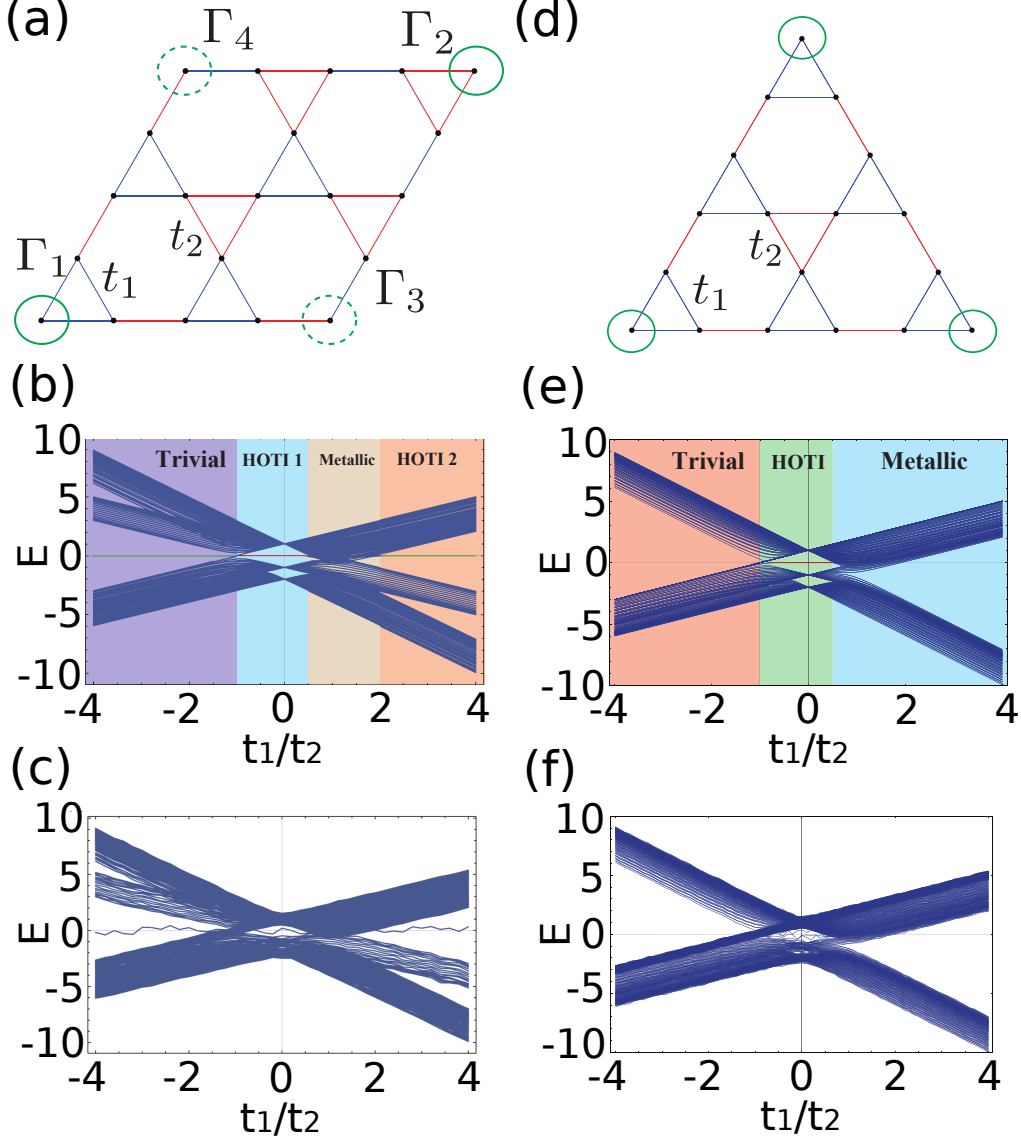 (a)
Γ4 Γ2
t2
Γ1 t1 Γ3
(d)
t2
t1
(b)
10
5
0
-5
-10
E
Trivial HOTI 1 Metallic HOTI 2
-4 -2 0 2 4
t1/t2
(e)
10
5
0
-5
-10
E
Trivial HOTI Metallic
-4 -2 0 2 4
t1/t2
(c)
10
5
0
-5
-10
E
-4 -2 0 2 4
t1/t2
(f)
10
5
0
-5
-10
E
-4 -2 0 2 4
t1/t2